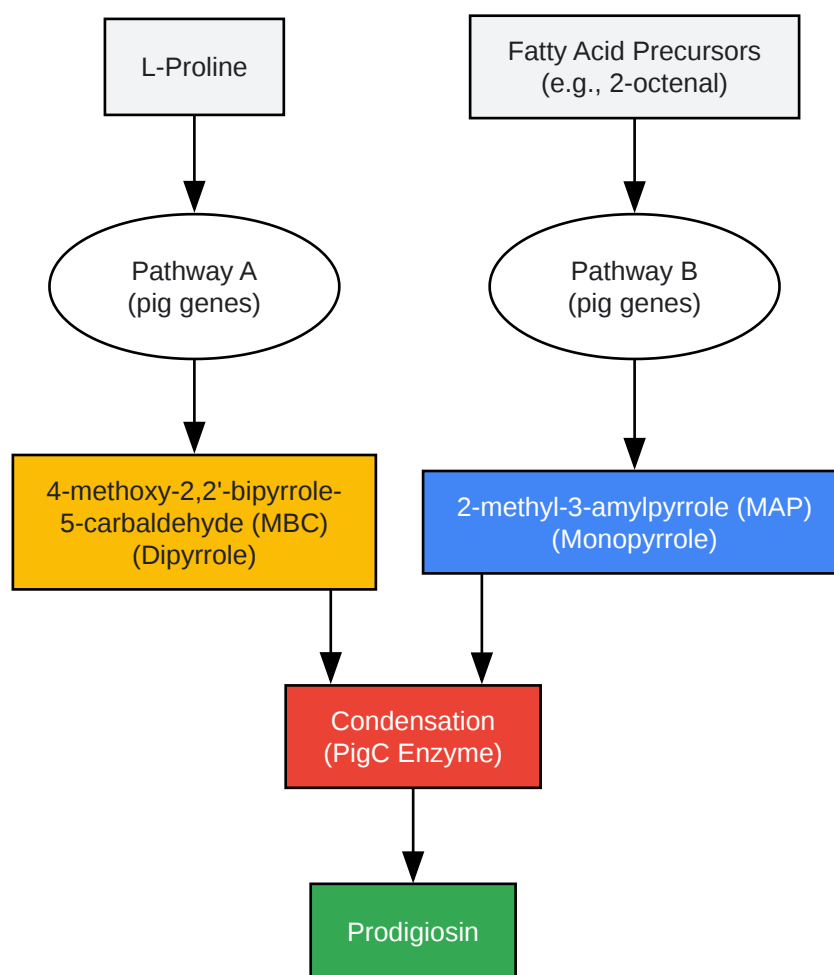 L-Proline
Fatty Acid Precursors
(e.g., 2-octenal)
Pathway A
(pig genes)
Pathway B
(pig genes)
4-methoxy-2,2'-bipyrrole-
5-carbaldehyde (MBC)
(Dipyrrole)
2-methyl-3-amylpyrrole (MAP)
(Monopyrrole)
Condensation
(PigC Enzyme)
Prodigiosin